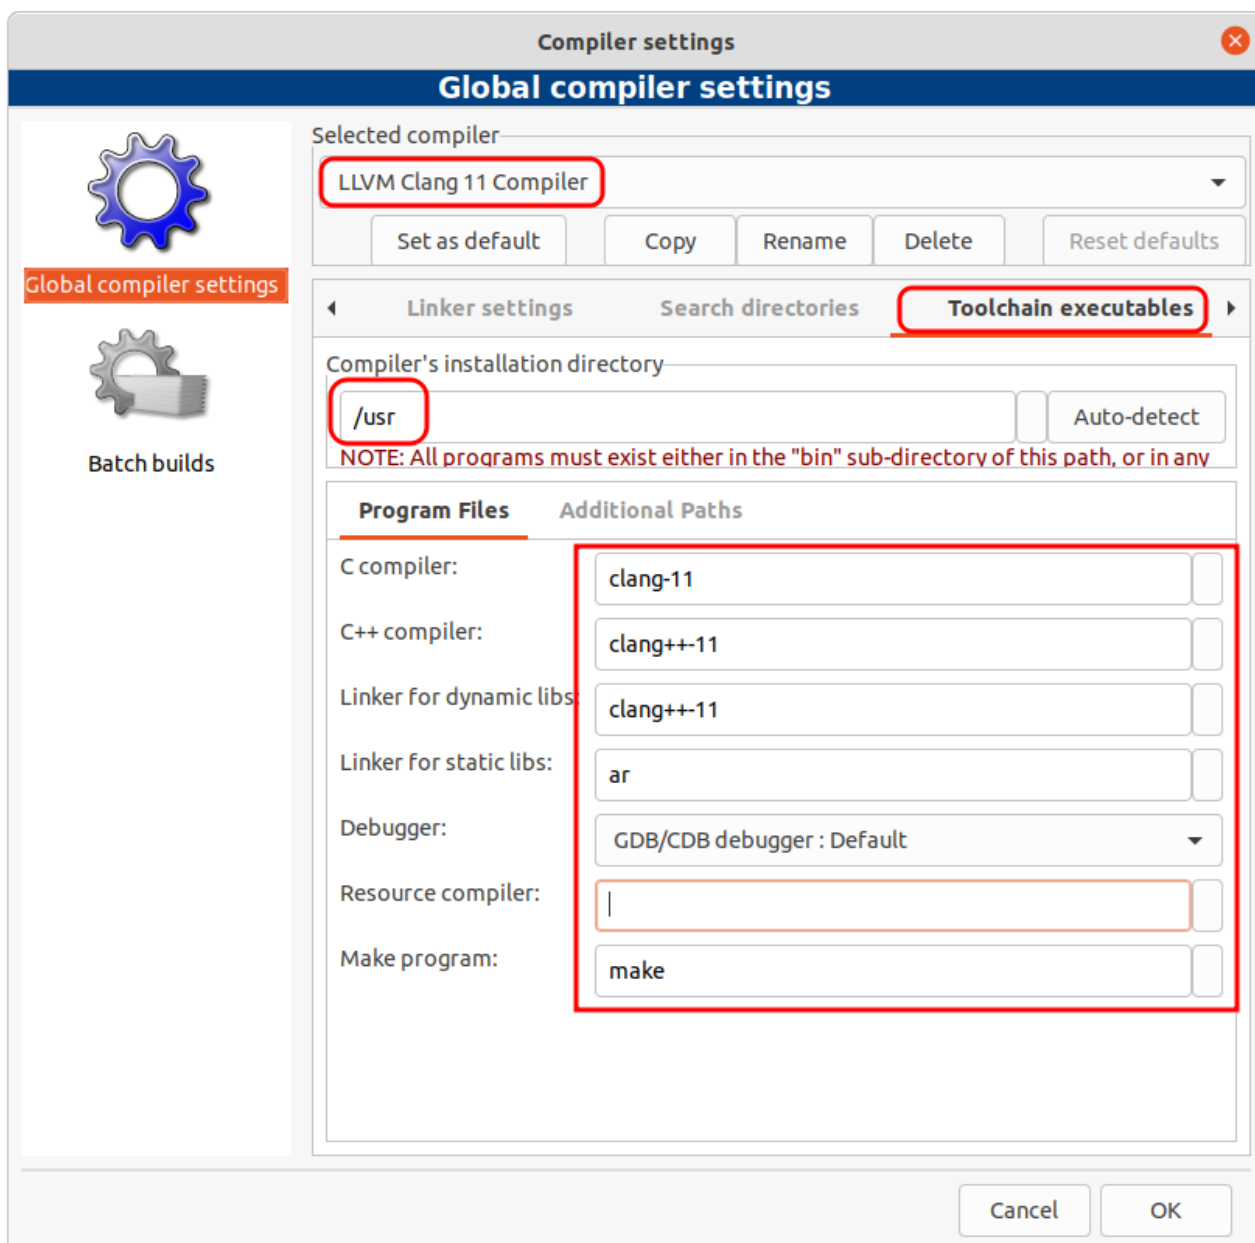 Compiler settings
Global compiler settings
Global compiler settings
Batch builds
Selected compiler
LLVM Clang 11 Compiler
Set as default Copy Rename Delete Reset defaults
Linker settings Search directories Toolchain executables
Compiler's installation directory
/usr Auto-detect
NOTE: All programs must exist either in the "bin" sub-directory of this path, or in any
Program Files Additional Paths
C compiler: clang-11
C++ compiler: clang++-11
Linker for dynamic libs: clang++-11
Linker for static libs: ar
Debugger: GDB/CDB debugger : Default
Resource compiler:
Make program: make
Cancel OK